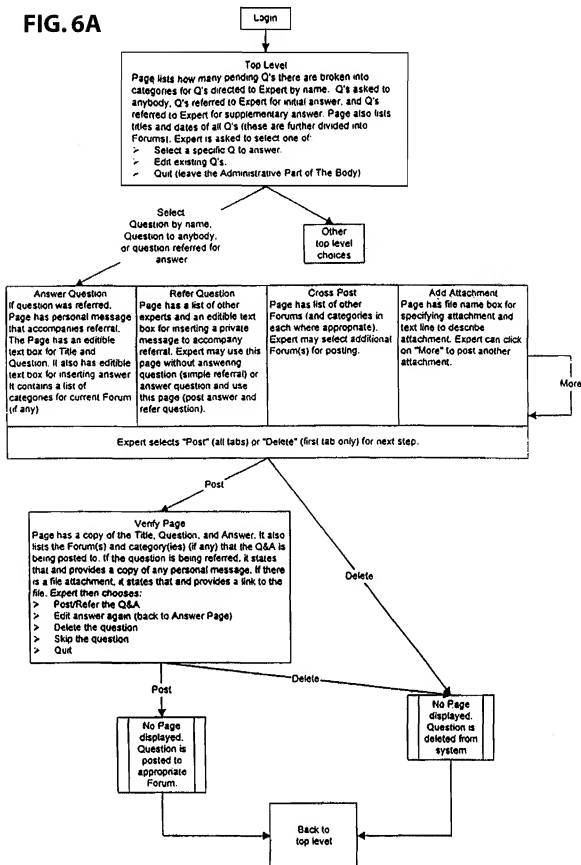 FIG. 6A
Login
Top Level
Page lists how many pending Q's there are broken into
categories for Q's directed to Expert by name. Q's asked to
anybody, Q's referred to Expert for initial answer, and Q's
referred to Expert for supplementary answer. Page also lists
titles and dates of all Q's (these are further divided into
Forums). Expert is asked to select one of:
> Select a specific Q to answer.
> Edit existing Q's.
> Quit (leave the Administrative Part of The Body)
Select
Question by name,
Question to anybody,
or question referred for
answer
Other
top level
choices
Answer Question
If question was referred.
Page has personal message
that accompanies referral.
The Page has an editible
text box for Title and
Question. It also has editible
text box for inserting answer
It contains a list of
categories for current Forum
(if any)
Refer Question
Page has a list of other
experts and an editible text
box for inserting a private
message to accompany
referral. Expert may use this
page without answering
question (simple referral) or
answer question and use
this page (post answer and
refer question).
Cross Post
Page has list of other
Forums (and categories in
each where approprate).
Expert may select additional
Forum(s) for posting.
Add Attachment
Page has file name box for
specifying attachment and
text line to describe
attachment. Expert can click
on "More" to post another
attachment.
More
Expert selects "Post" (all tabs) or "Delete" (first tab only) for next step.
Post
Verify Page
Page has a copy of the Title, Question, and Answer. It also
lists the Forum(s) and category(ies) (if any) that the Q&A is
being posted to. If the question is being referred, it states
that and provides a copy of any personal message. If there
is a file attachment, it states that and provides a link to the
file. Expert then chooses:
> Post/Refer the Q&A
> Edit answer again (back to Answer Page)
> Delete the question
> Skip the question
> Quit
Delete
Delete
Post
No Page
displayed.
Question is
posted to
appropriate
Forum.
No Page
displayed.
Question is
deleted from
system
Back to
top level